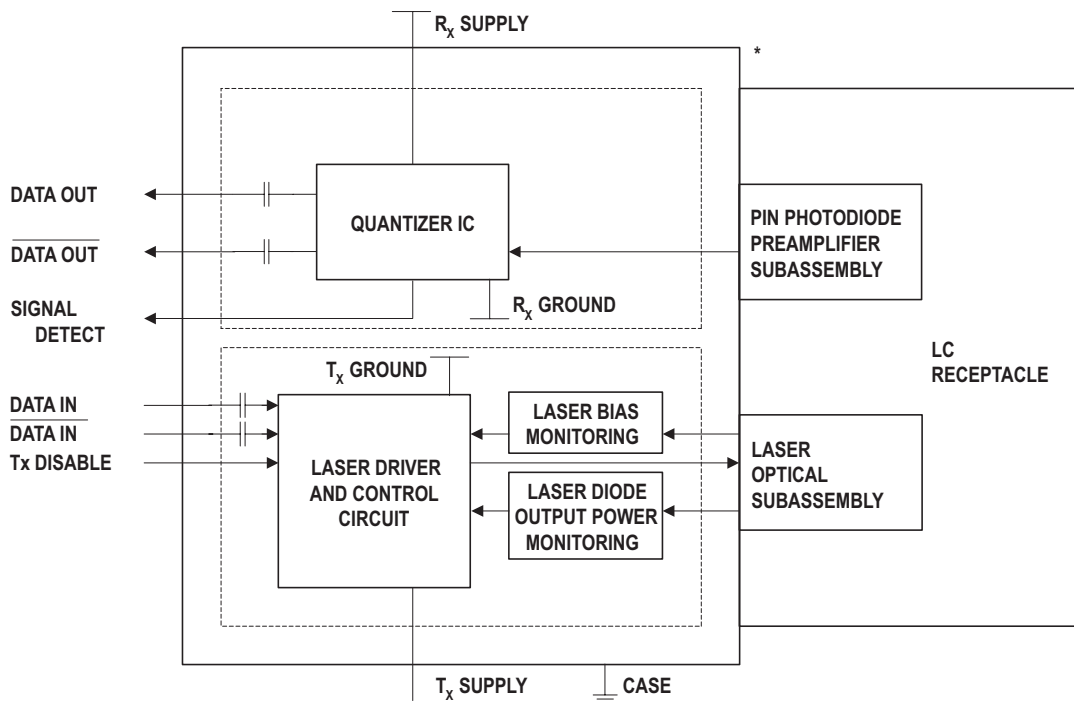 RX SUPPLY
*
DATA OUT
DATA OUT
SIGNAL
DETECT
QUANTIZER IC
RX GROUND
PIN PHOTODIODE
PREAMPLIFIER
SUBASSEMBLY
LC
RECEPTACLE
TX GROUND
DATA IN
DATA IN
Tx DISABLE
LASER DRIVER
AND CONTROL
CIRCUIT
LASER BIAS
MONITORING
LASER DIODE
OUTPUT POWER
MONITORING
LASER
OPTICAL
SUBASSEMBLY
TX SUPPLY
CASE